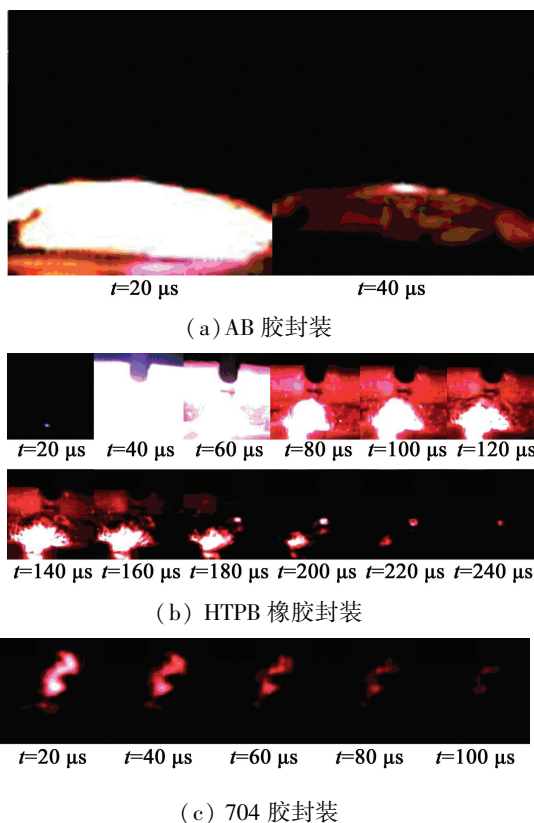 t=20 μs t=40 μs
(a)AB 胶封装
t=20 μs t=40 μs t=60 μs t=80 μs t=100 μs t=120 μs
t=140 μs t=160 μs t=180 μs t=200 μs t=220 μs t=240 μs
(b) HTPB 橡胶封装
t=20 μs t=40 μs t=60 μs t=80 μs t=100 μs
(c) 704 胶封装